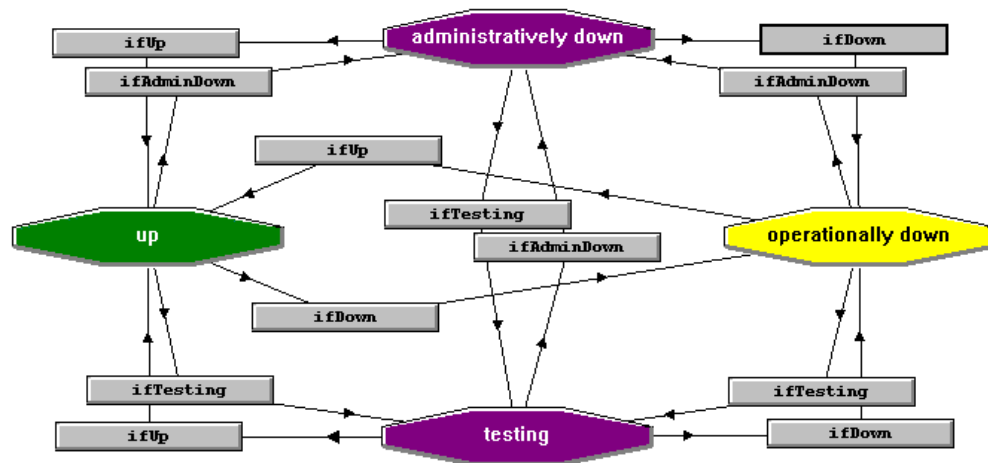 administratively down
ifUp
ifDown
ifAdminDown
ifAdminDown
ifUp
ifTesting
up
operationally down
ifAdminDown
ifDown
ifTesting
ifTesting
ifUp
testing
ifDown